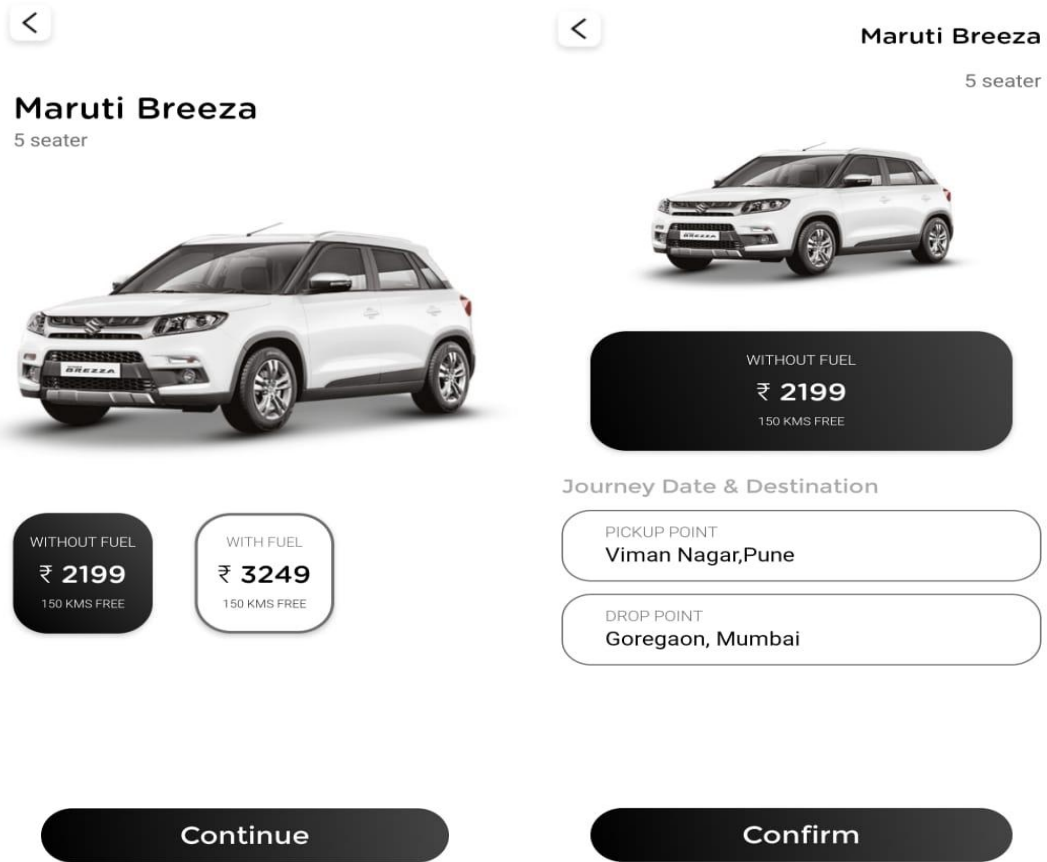 Maruti Breeza
5 seater
BREZZA
WITHOUT FUEL
₹ 2199
150 KMS FREE
WITH FUEL
₹ 3249
150 KMS FREE
Continue
Maruti Breeza
5 seater
BREZZA
WITHOUT FUEL
₹ 2199
150 KMS FREE
Journey Date & Destination
PICKUP POINT
Viman Nagar,Pune
DROP POINT
Goregaon, Mumbai
Confirm